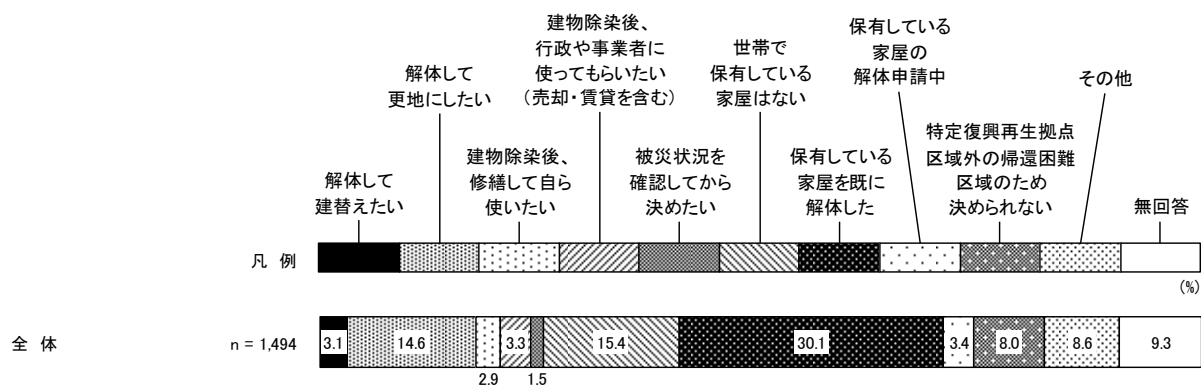 解体して
建替えたい
解体して
更地にしたい
建物除染後、
修繕して自ら
使いたい
建物除染後、
行政や事業者に
使ってもらいたい
(売却・賃貸を含む)
被災状況を
確認してから
決めたい
世帯で
保有している
家屋はない
保有している
家屋を既に
解体した
保有している
家屋の
解体申請中
特定復興再生拠点
区域外の帰還困難
区域のため
決められない
その他
無回答
凡 例
(%)
全 体 n = 1,494 3.1 14.6 2.9 3.3 1.5 15.4 30.1 3.4 8.0 8.6 9.3